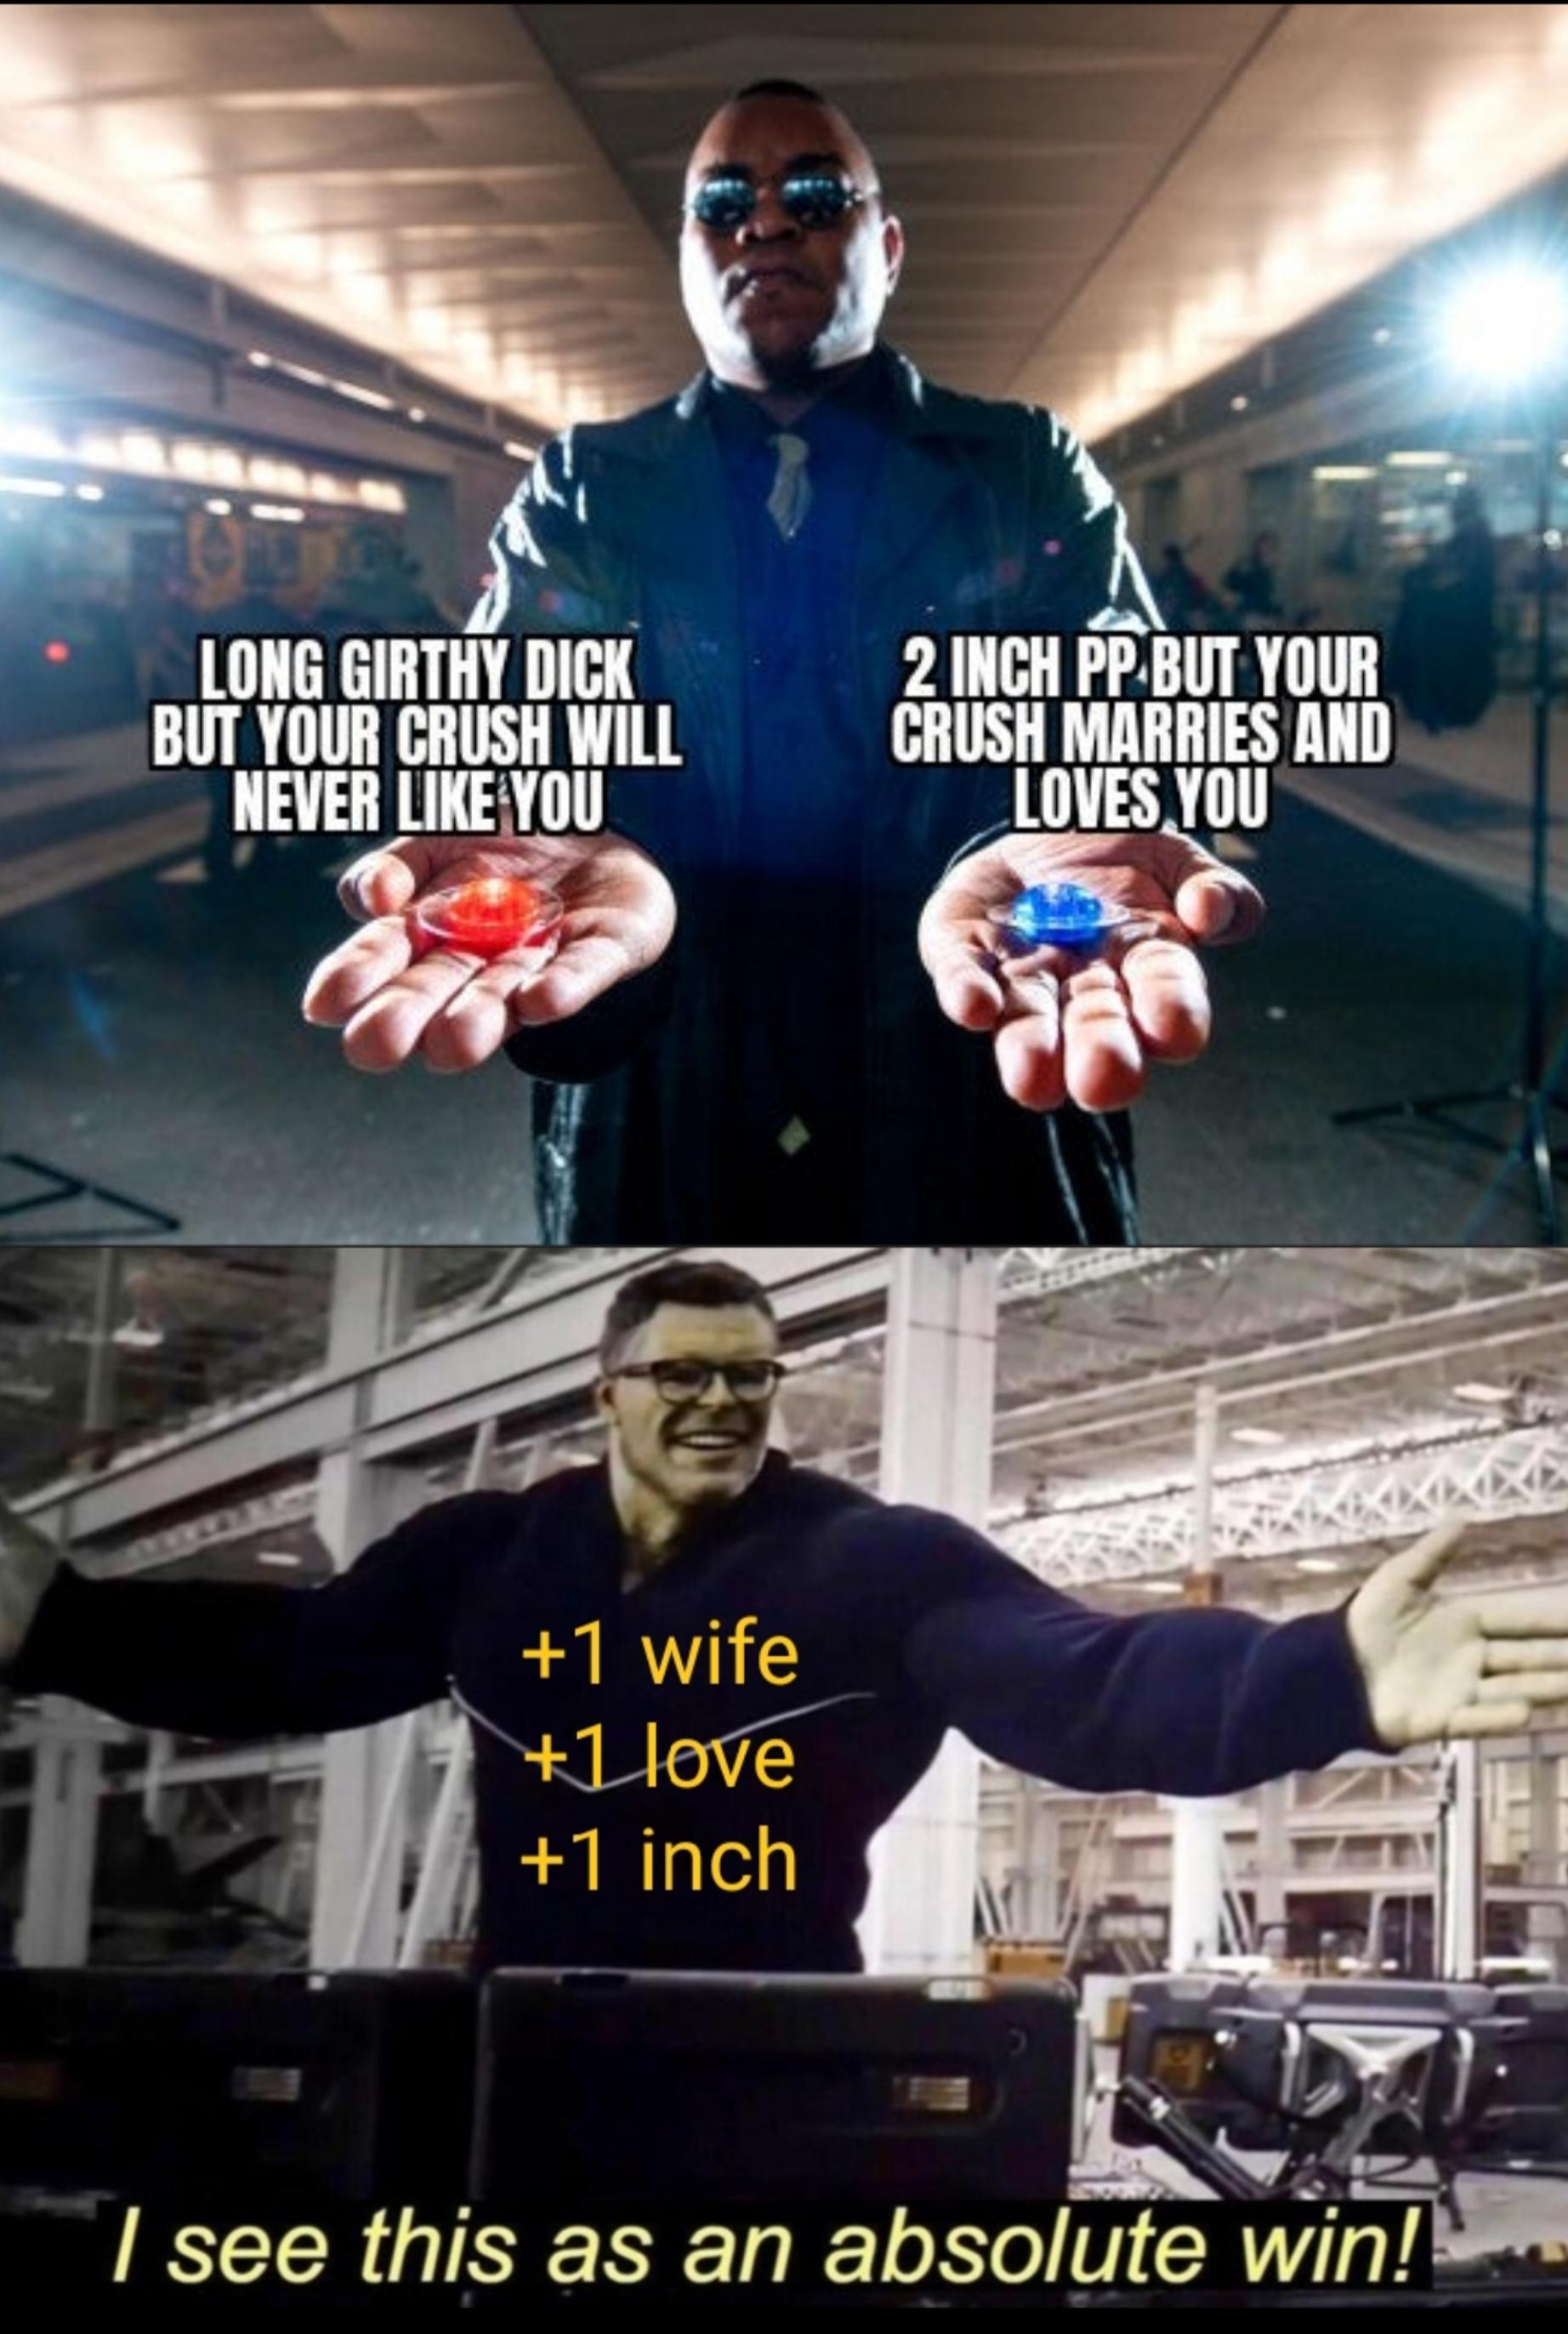 LONG GIRTHY DICK
BUT YOUR CRUSH WILL
NEVER LIKE YOU
2 INCH PP BUT YOUR
CRUSH MARRIES AND
LOVES YOU
+1 wife
+1 love
+1 inch
I see this as an absolute win!